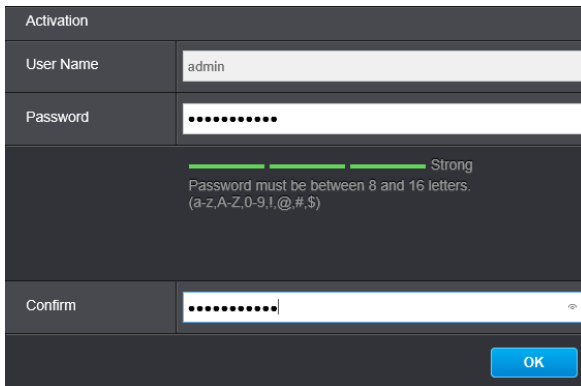 Activation
User Name
admin
Password
•••••••••••
Strong
Password must be between 8 and 16 letters.
(a-z,A-Z,0-9,!,@,#,$)
Confirm
•••••••••••
OK